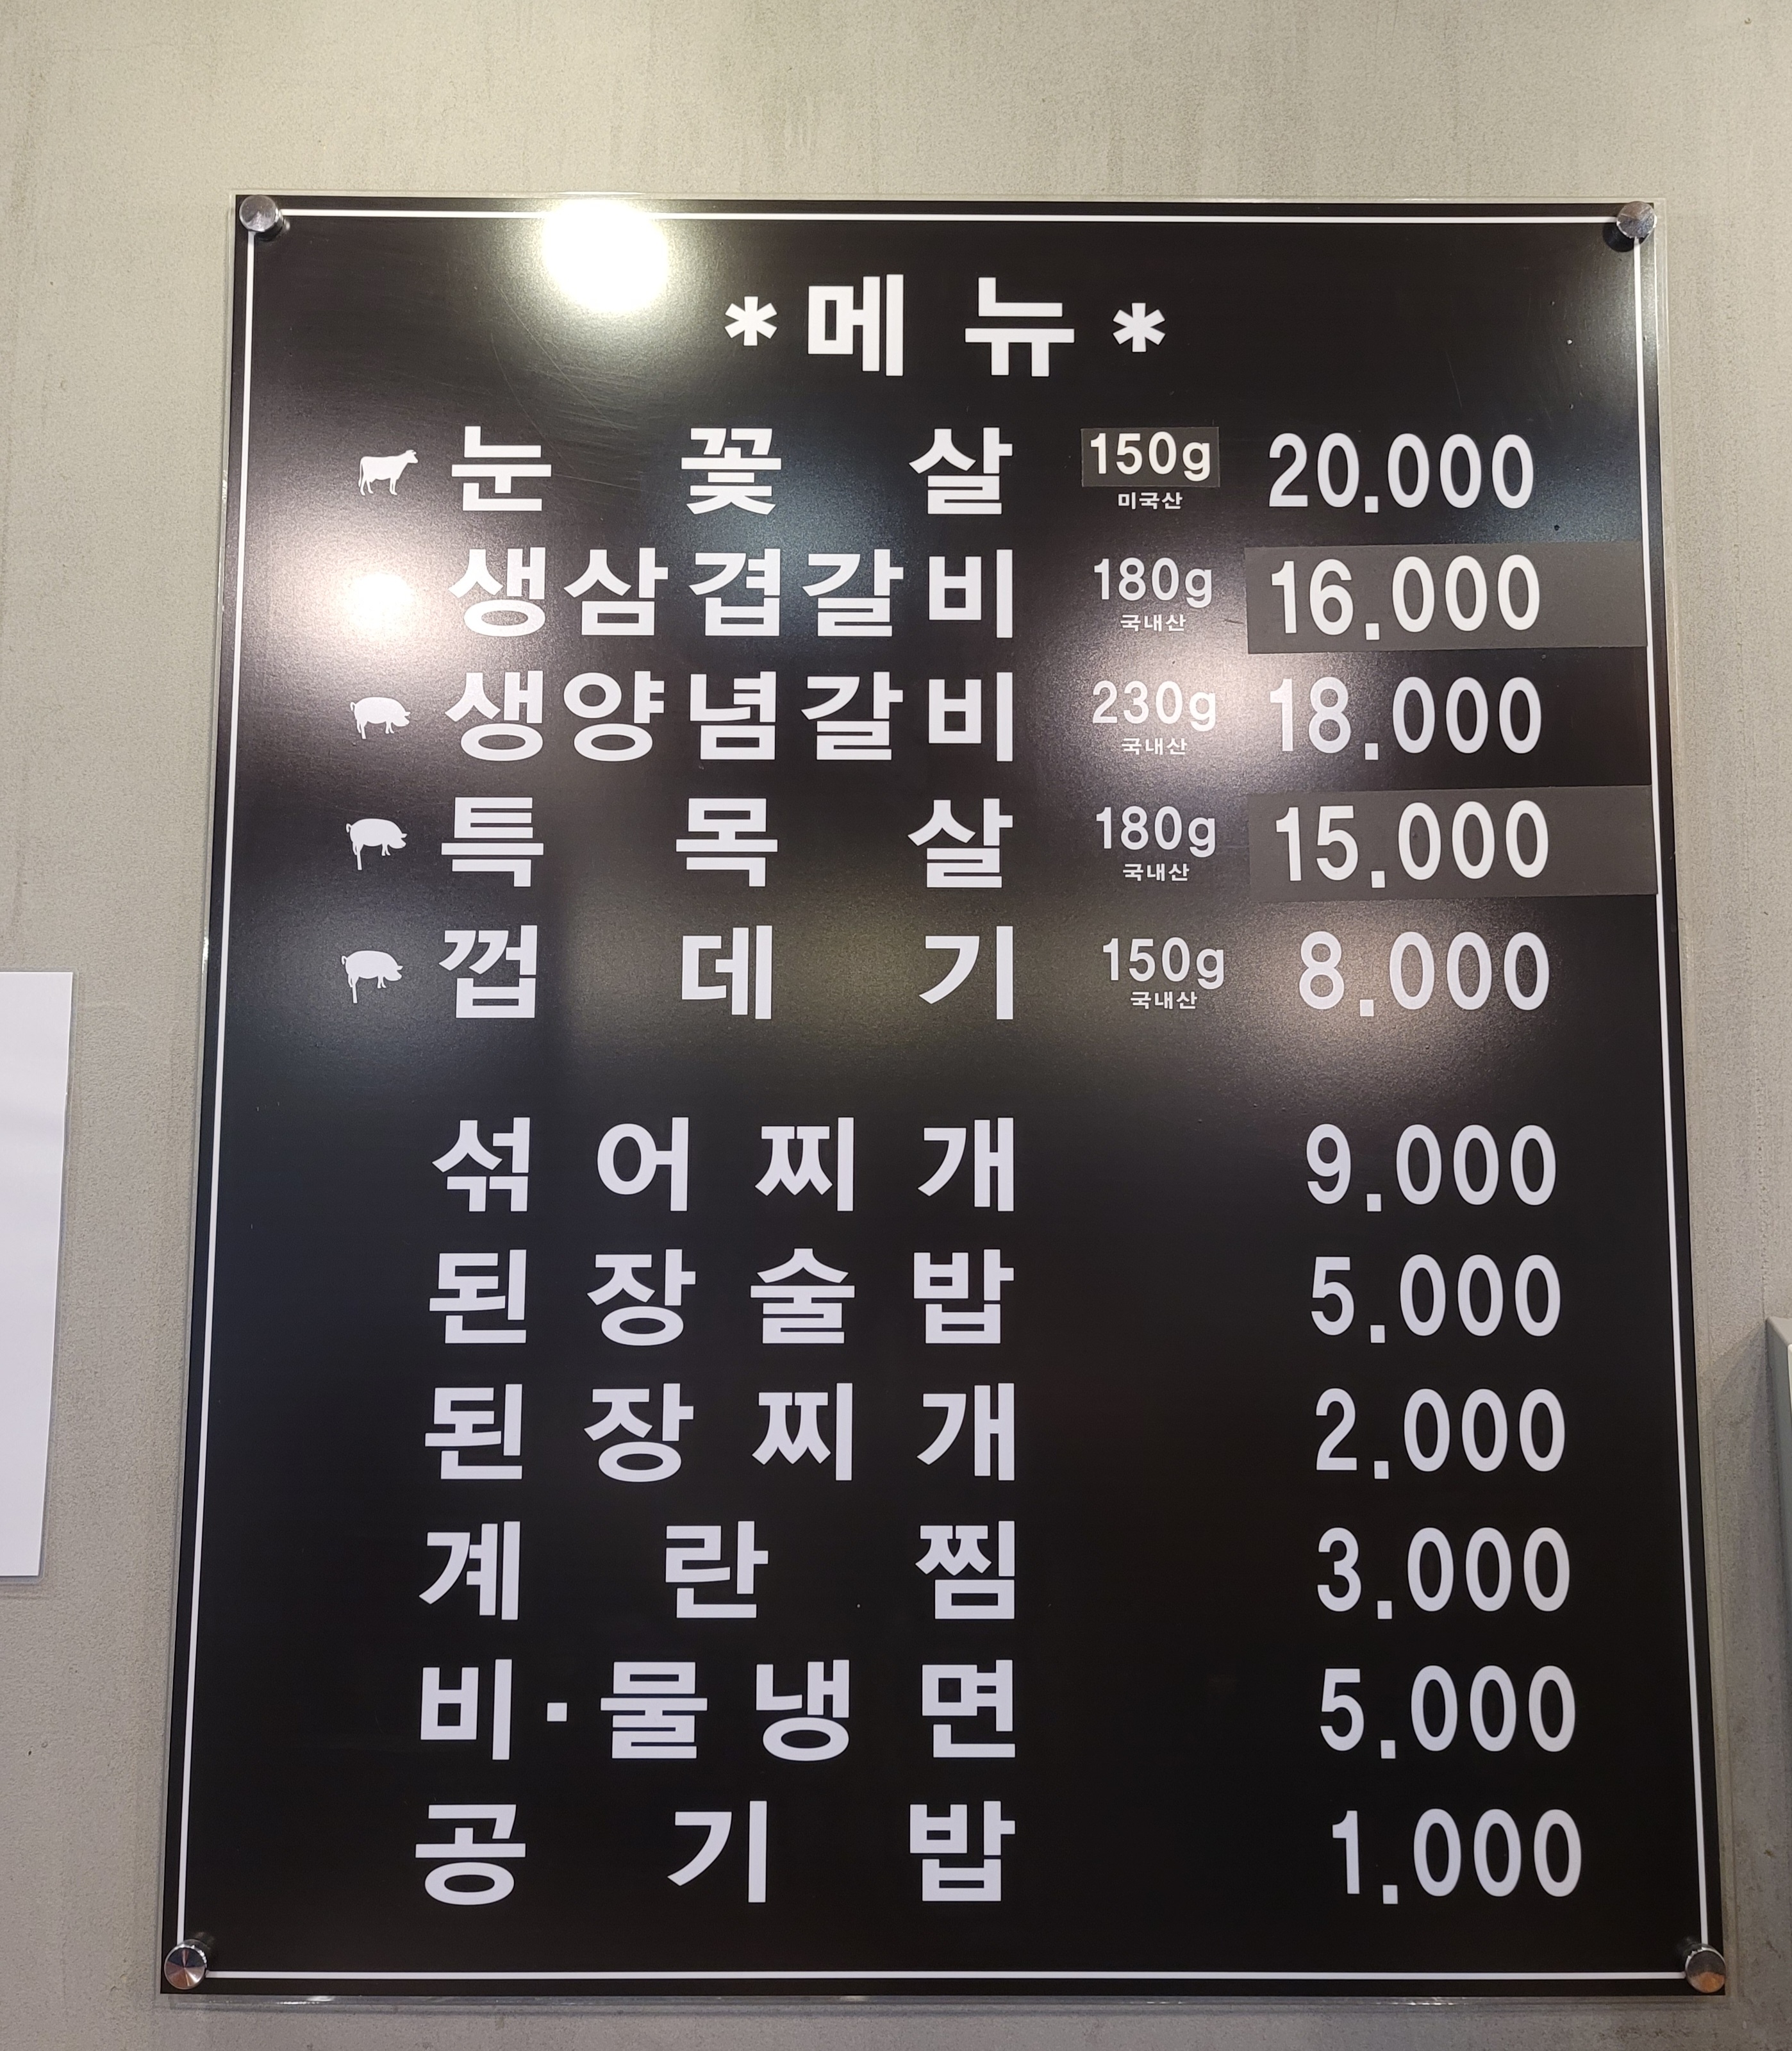 *메뉴*
눈꽃살 150g 20.000
미국산
생삼겹갈비 180g 16.000
국내산
생양념갈비 230g 18.000
국내산
특목살 180g 15.000
국내산
껍데기 150g 8.000
국내산
섞어찌개 9.000
된장술밥 5.000
된장찌개 2.000
계란찜 3.000
비·물냉면 5.000
공기밥 1.000